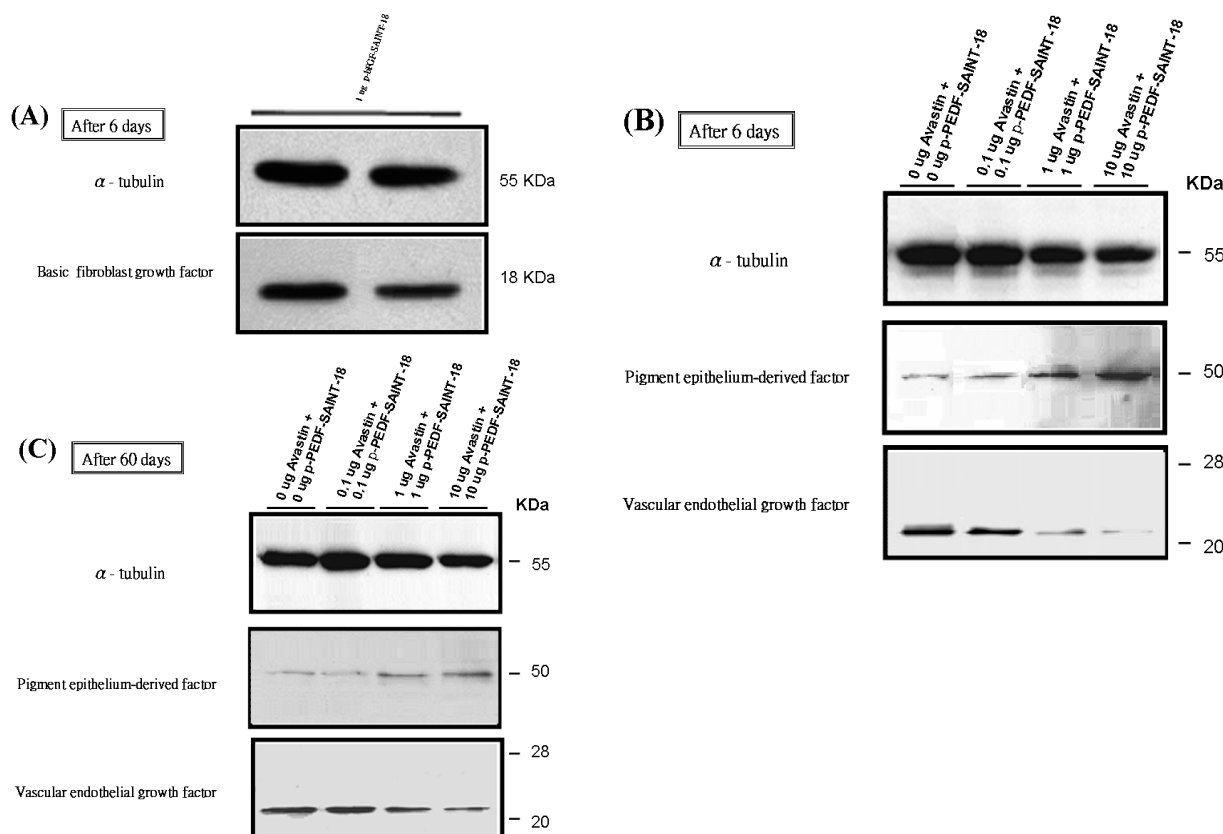 (A)
After 6 days
1 ug p-bFGF-SAINT-18
α - tubulin
55 KDa
Basic fibroblast growth factor
18 KDa
(B)
After 6 days
0 ug Avastin +
0 ug p-PEDF-SAINT-18
0.1 ug Avastin +
0.1 ug p-PEDF-SAINT-18
1 ug Avastin +
1 ug p-PEDF-SAINT-18
10 ug Avastin +
10 ug p-PEDF-SAINT-18
KDa
α - tubulin
55
Pigment epithelium-derived factor
50
Vascular endothelial growth factor
28
20
(C)
After 60 days
0 ug Avastin +
0 ug p-PEDF-SAINT-18
0.1 ug Avastin +
0.1 ug p-PEDF-SAINT-18
1 ug Avastin +
1 ug p-PEDF-SAINT-18
10 ug Avastin +
10 ug p-PEDF-SAINT-18
KDa
α - tubulin
55
Pigment epithelium-derived factor
50
Vascular endothelial growth factor
28
20